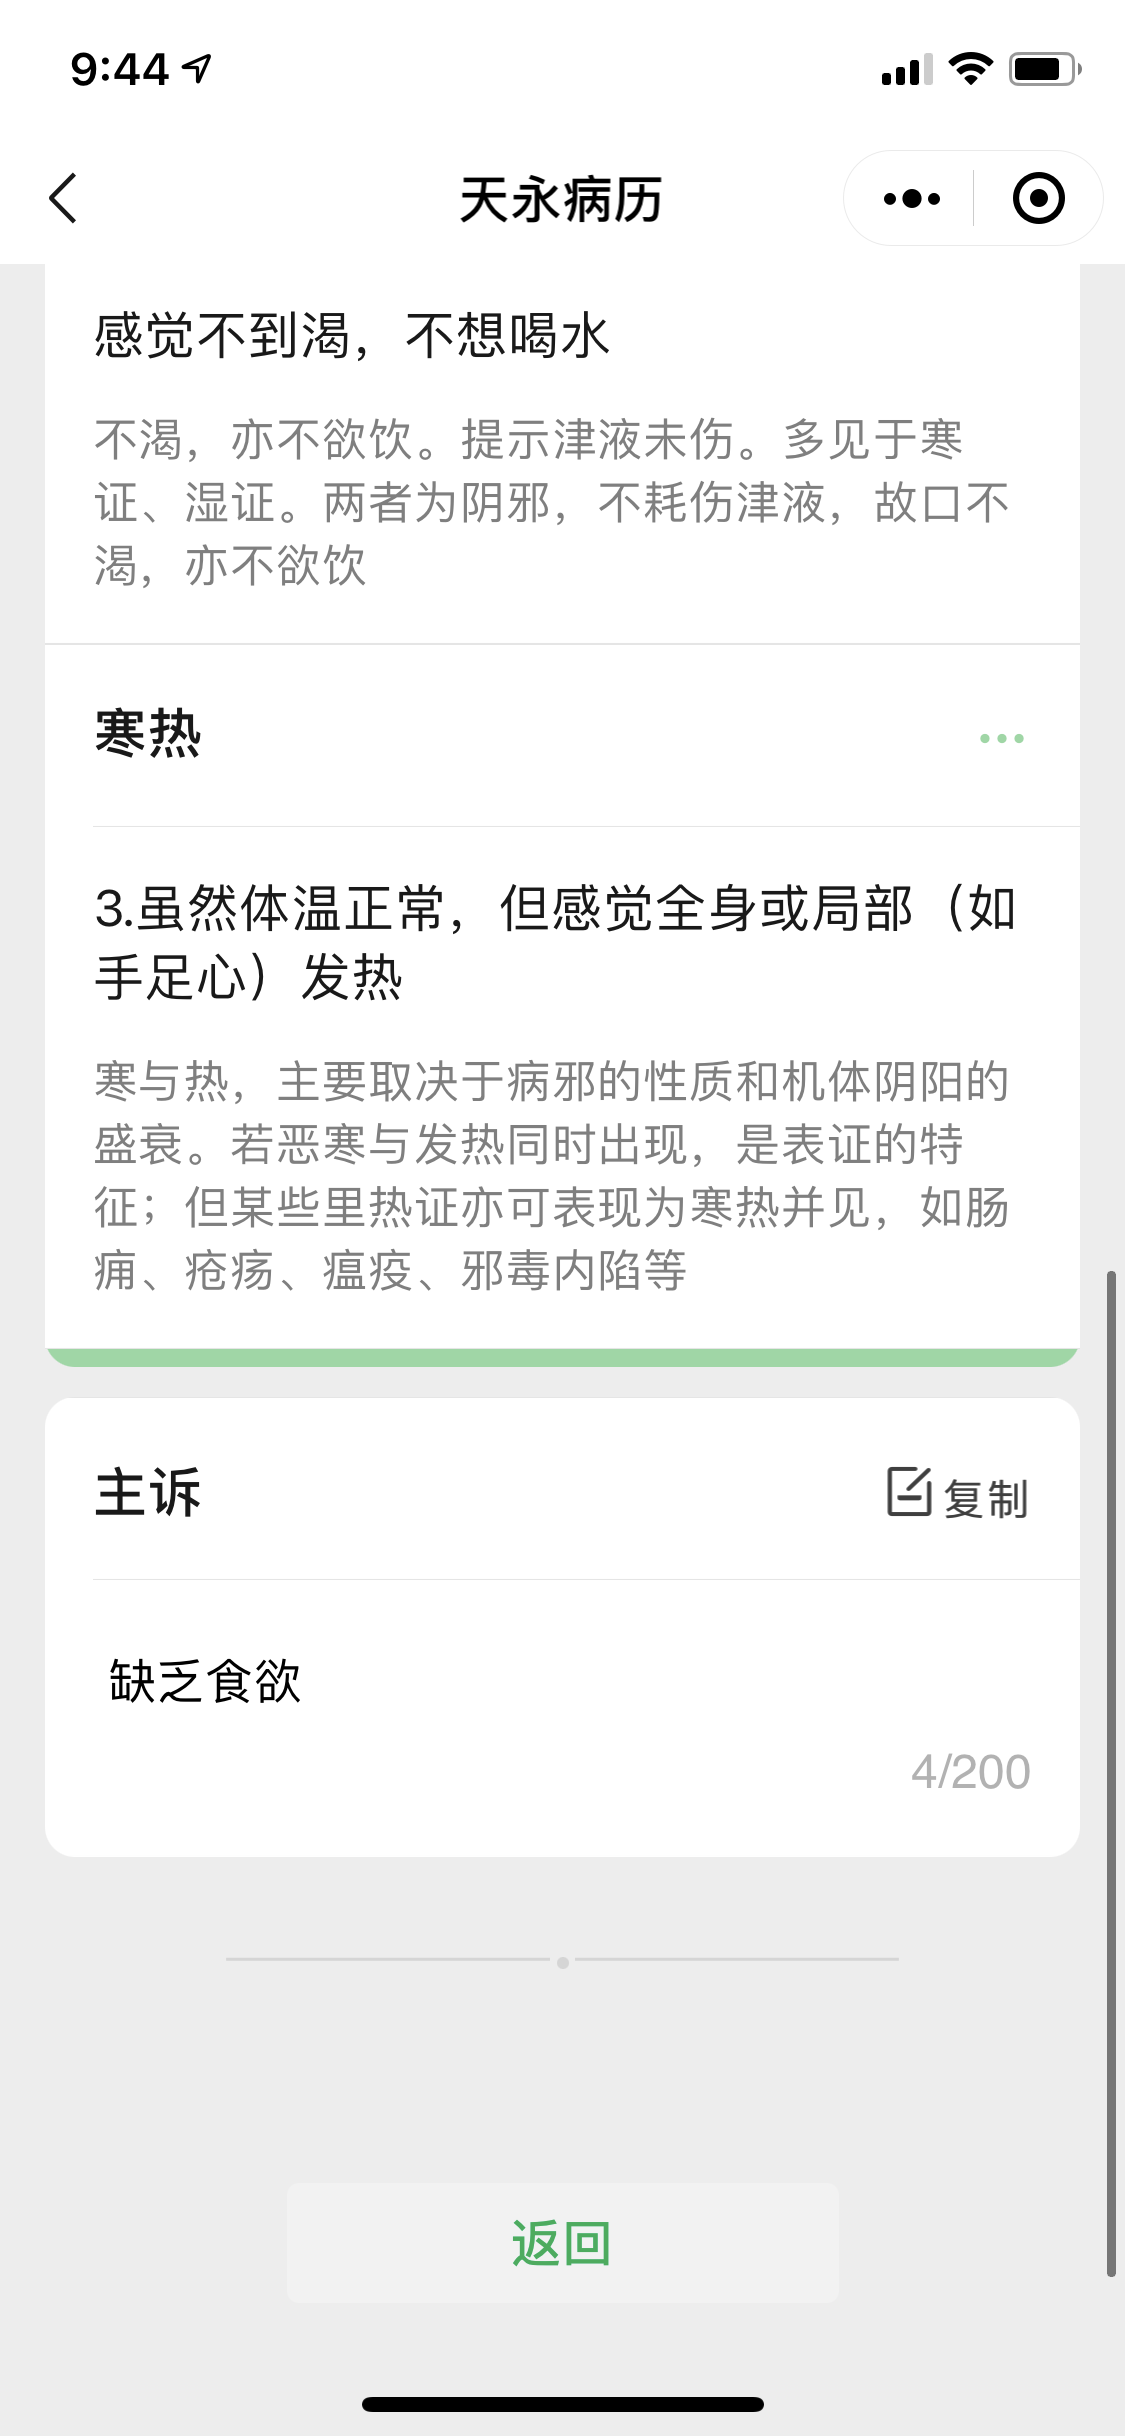 9:44
天永病历
感觉不到渴，不想喝水
不渴，亦不欲饮。提示津液未伤。多见于寒
证、湿证。两者为阴邪，不耗伤津液，故口不
渴，亦不欲饮
寒热
3.虽然体温正常，但感觉全身或局部（如
手足心）发热
寒与热，主要取决于病邪的性质和机体阴阳的
盛衰。若恶寒与发热同时出现，是表证的特
征；但某些里热证亦可表现为寒热并见，如肠
痈、疮疡、瘟疫、邪毒内陷等
主诉
复制
缺乏食欲
4/200
返回